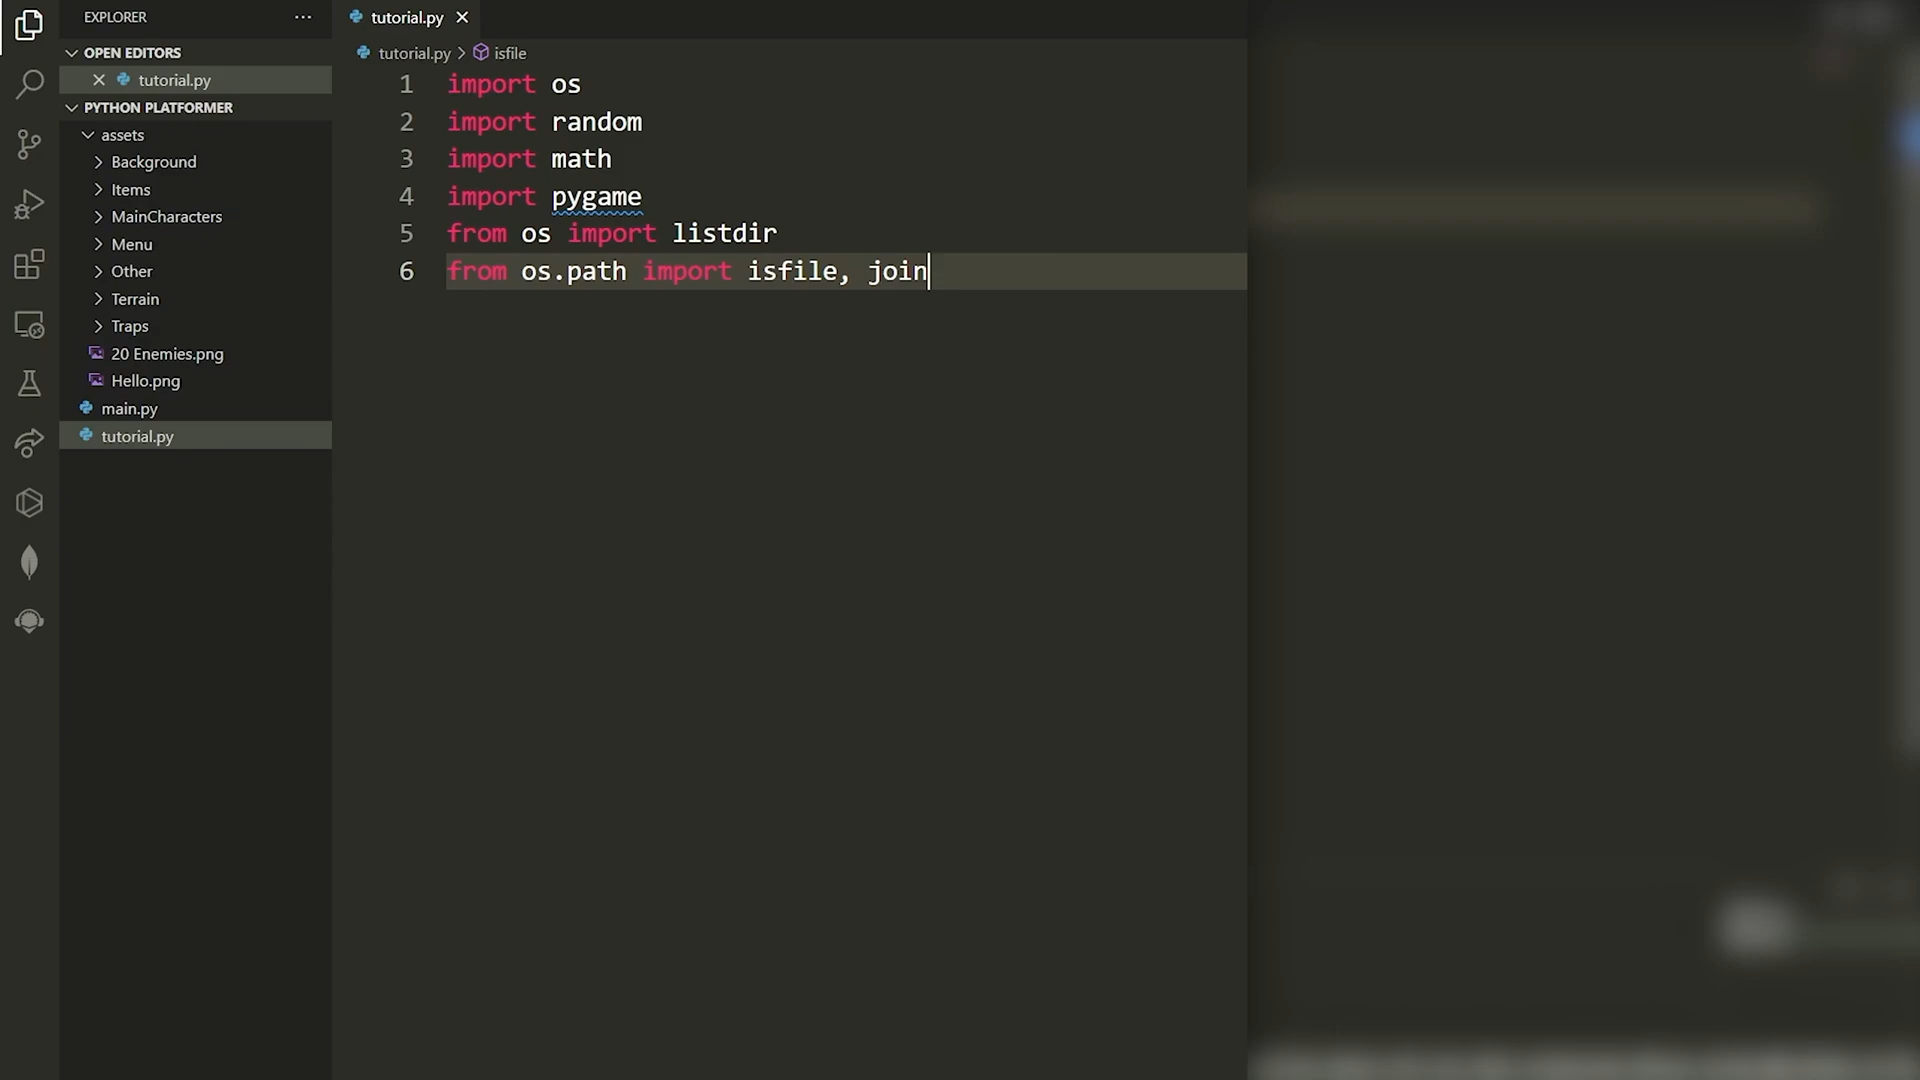 EXPLORER
OPEN EDITORS
tutorial.py
PYTHON PLATFORMER
assets
Background
Items
MainCharacters
Menu
Other
Terrain
Traps
20 Enemies.png
Hello.png
main.py
tutorial.py
tutorial.py
tutorial.py > isfile
1 import os
2 import random
3 import math
4 import pygame
5 from os import listdir
6 from os.path import isfile, join